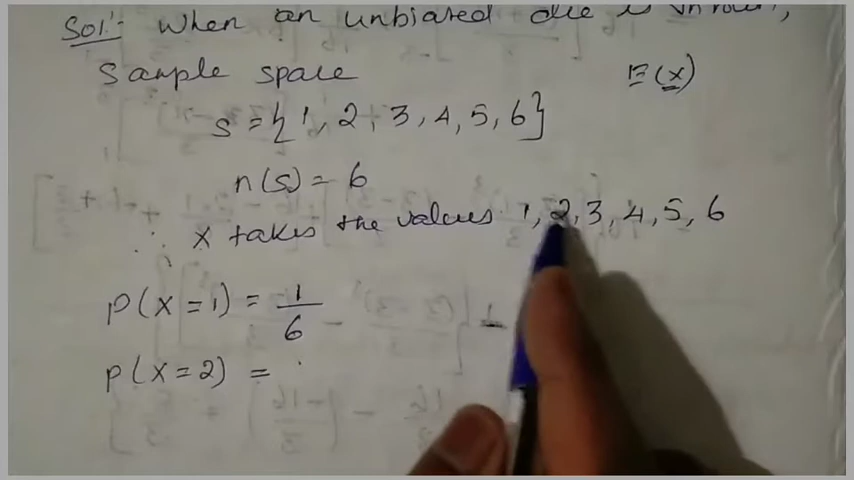 Sol:- When an unbiased die is thrown,
Sample space
E(x)
S = { 1, 2, 3, 4, 5, 6 }
n(S) = 6
∴ X takes the values 1, 2, 3, 4, 5, 6
P(X = 1) = 1/6
P(X = 2) =